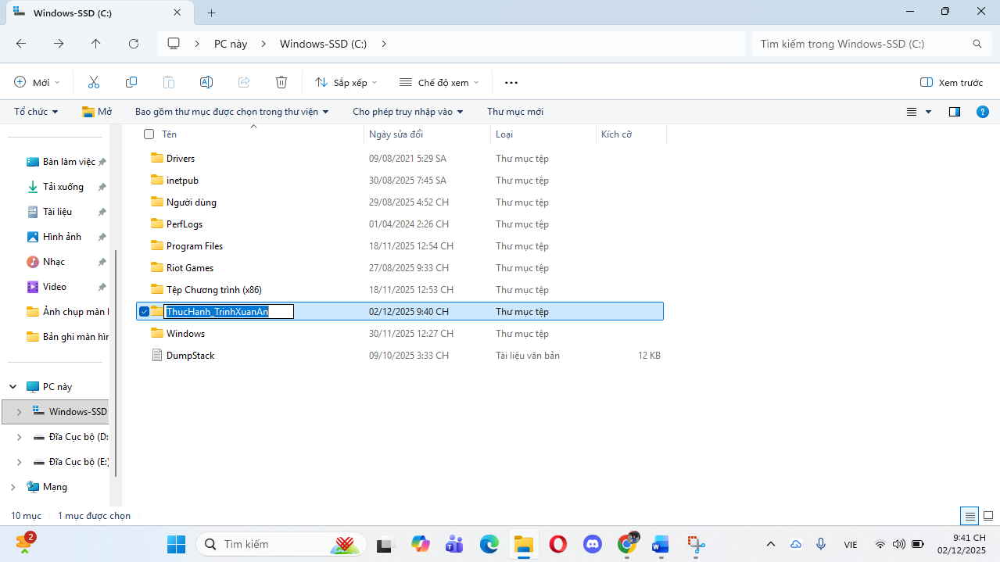 Windows-SSD (C:)
PC này
Windows-SSD (C:)
Tìm kiếm trong Windows-SSD (C:)
Mới
Sắp xếp
Chế độ xem
Xem trước
Tổ chức
Mở
Bao gồm thư mục được chọn trong thư viện
Cho phép truy nhập vào
Thư mục mới
Tên Ngày sửa đổi Loại Kích cỡ
Drivers 09/08/2021 5:29 SA Thư mục tệp
inetpub 30/08/2025 7:45 SA Thư mục tệp
Người dùng 29/08/2025 4:52 CH Thư mục tệp
PerfLogs 01/04/2024 2:26 CH Thư mục tệp
Program Files 18/11/2025 12:54 CH Thư mục tệp
Riot Games 27/08/2025 9:33 CH Thư mục tệp
Tệp Chương trình (x86) 18/11/2025 12:53 CH Thư mục tệp
ThucHanh_TrinhXuanAn 02/12/2025 9:40 CH Thư mục tệp
Windows 30/11/2025 12:27 CH Thư mục tệp
DumpStack 09/10/2025 3:33 CH Tài liệu văn bản 12 KB
Bàn làm việc
Tải xuống
Tài liệu
Hình ảnh
Nhạc
Video
Ảnh chụp màn
Bản ghi màn hìn
PC này
Windows-SSD
Đĩa Cục bộ (D:
Đĩa Cục bộ (E:)
Mạng
10 mục
1 mục được chọn
2
Tìm kiếm
VIE
9:41 CH
02/12/2025